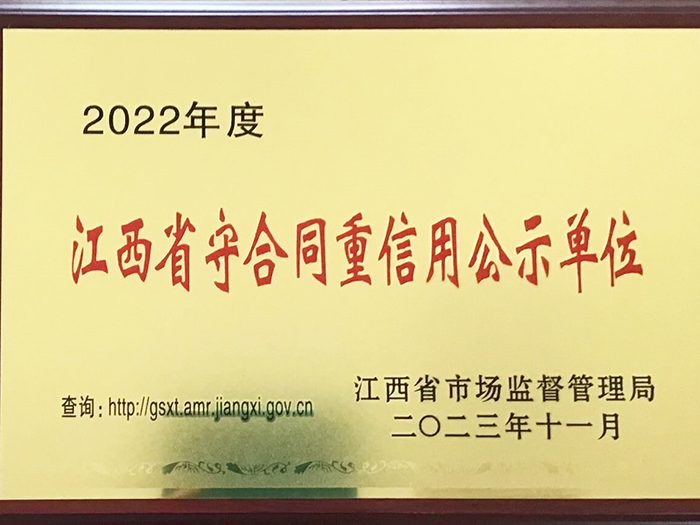 2022年度
江西省守合同重信用公示单位
江西省市场监督管理局
查询：http://gsxt.amr.jiangxi.gov.cn
二〇二三年十一月